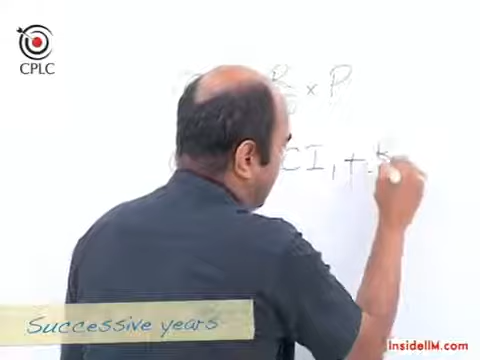 CPLC
× P
CI₁ +
Successive years
InsideIIM.com